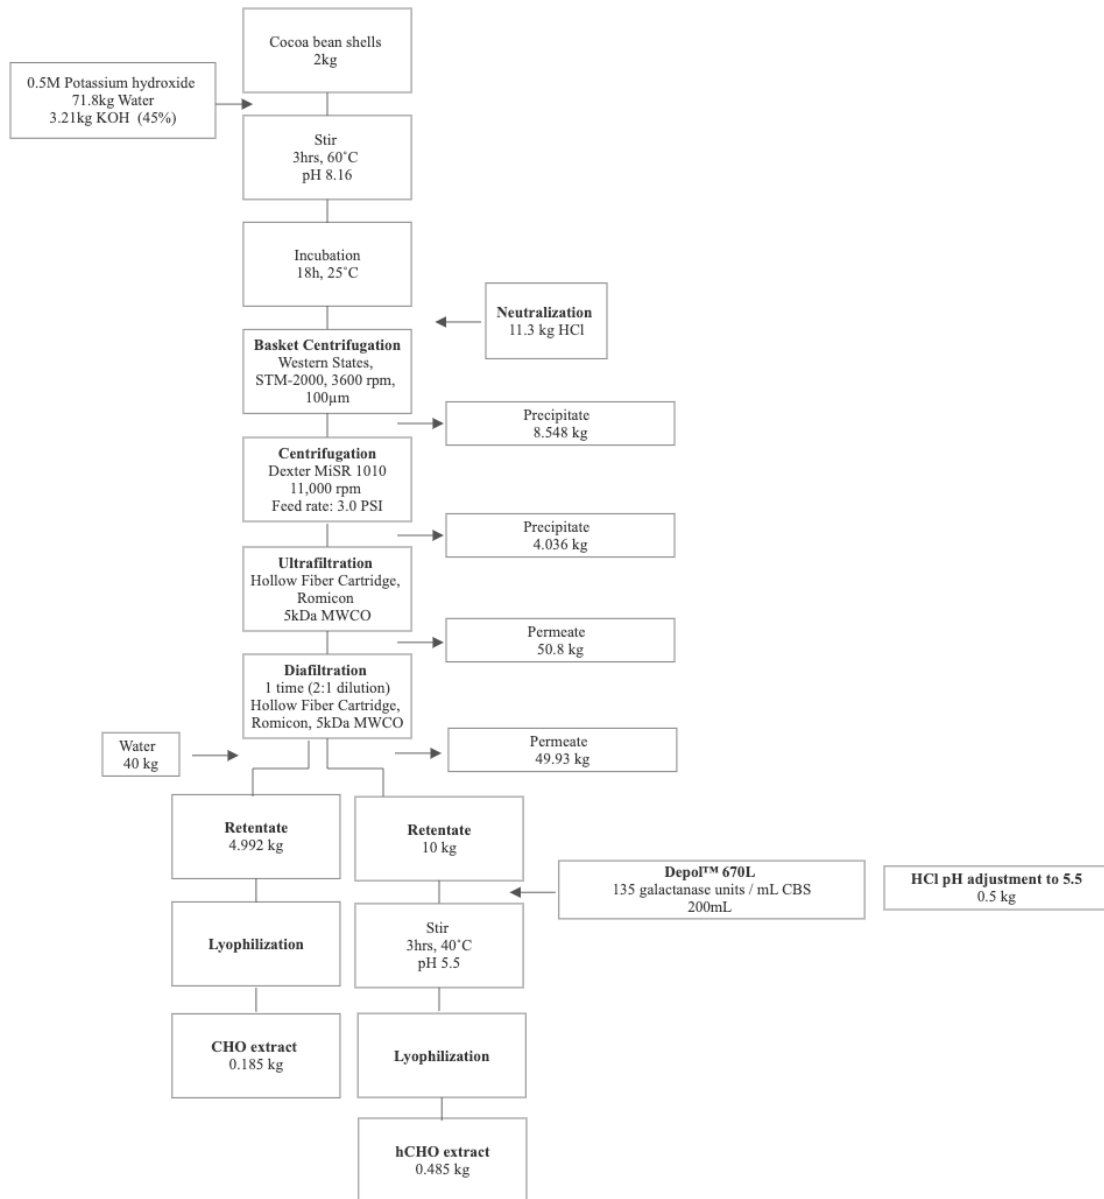 Cocoa bean shells
2kg
0.5M Potassium hydroxide
71.8kg Water
3.21kg KOH (45%)
Stir
3hrs, 60˚C
pH 8.16
Incubation
18h, 25˚C
Neutralization
11.3 kg HCl
Basket Centrifugation
Western States,
STM-2000, 3600 rpm,
100µm
Precipitate
8.548 kg
Centrifugation
Dexter MiSR 1010
11,000 rpm
Feed rate: 3.0 PSI
Precipitate
4.036 kg
Ultrafiltration
Hollow Fiber Cartridge,
Romicon
5kDa MWCO
Permeate
50.8 kg
Diafiltration
1 time (2:1 dilution)
Hollow Fiber Cartridge,
Romicon, 5kDa MWCO
Water
40 kg
Permeate
49.93 kg
Retentate
4.992 kg
Retentate
10 kg
Depol™ 670L
135 galactanase units / mL CBS
200mL
HCl pH adjustment to 5.5
0.5 kg
Stir
3hrs, 40˚C
pH 5.5
Lyophilization
CHO extract
0.185 kg
Lyophilization
hCHO extract
0.485 kg